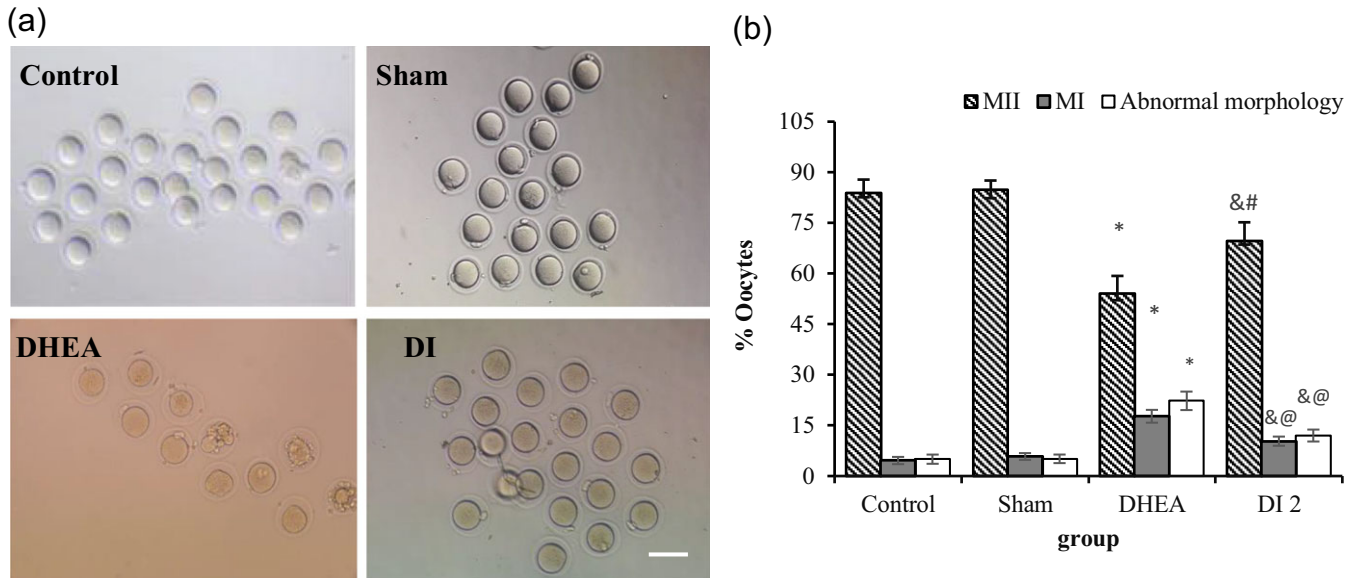 (a)
Control
Sham
DHEA
DI
(b)
MII MI Abnormal morphology
% Oocytes
105
90
75
60
45
30
15
0
*
*
*
&#
&@
&@
Control Sham DHEA DI 2
group